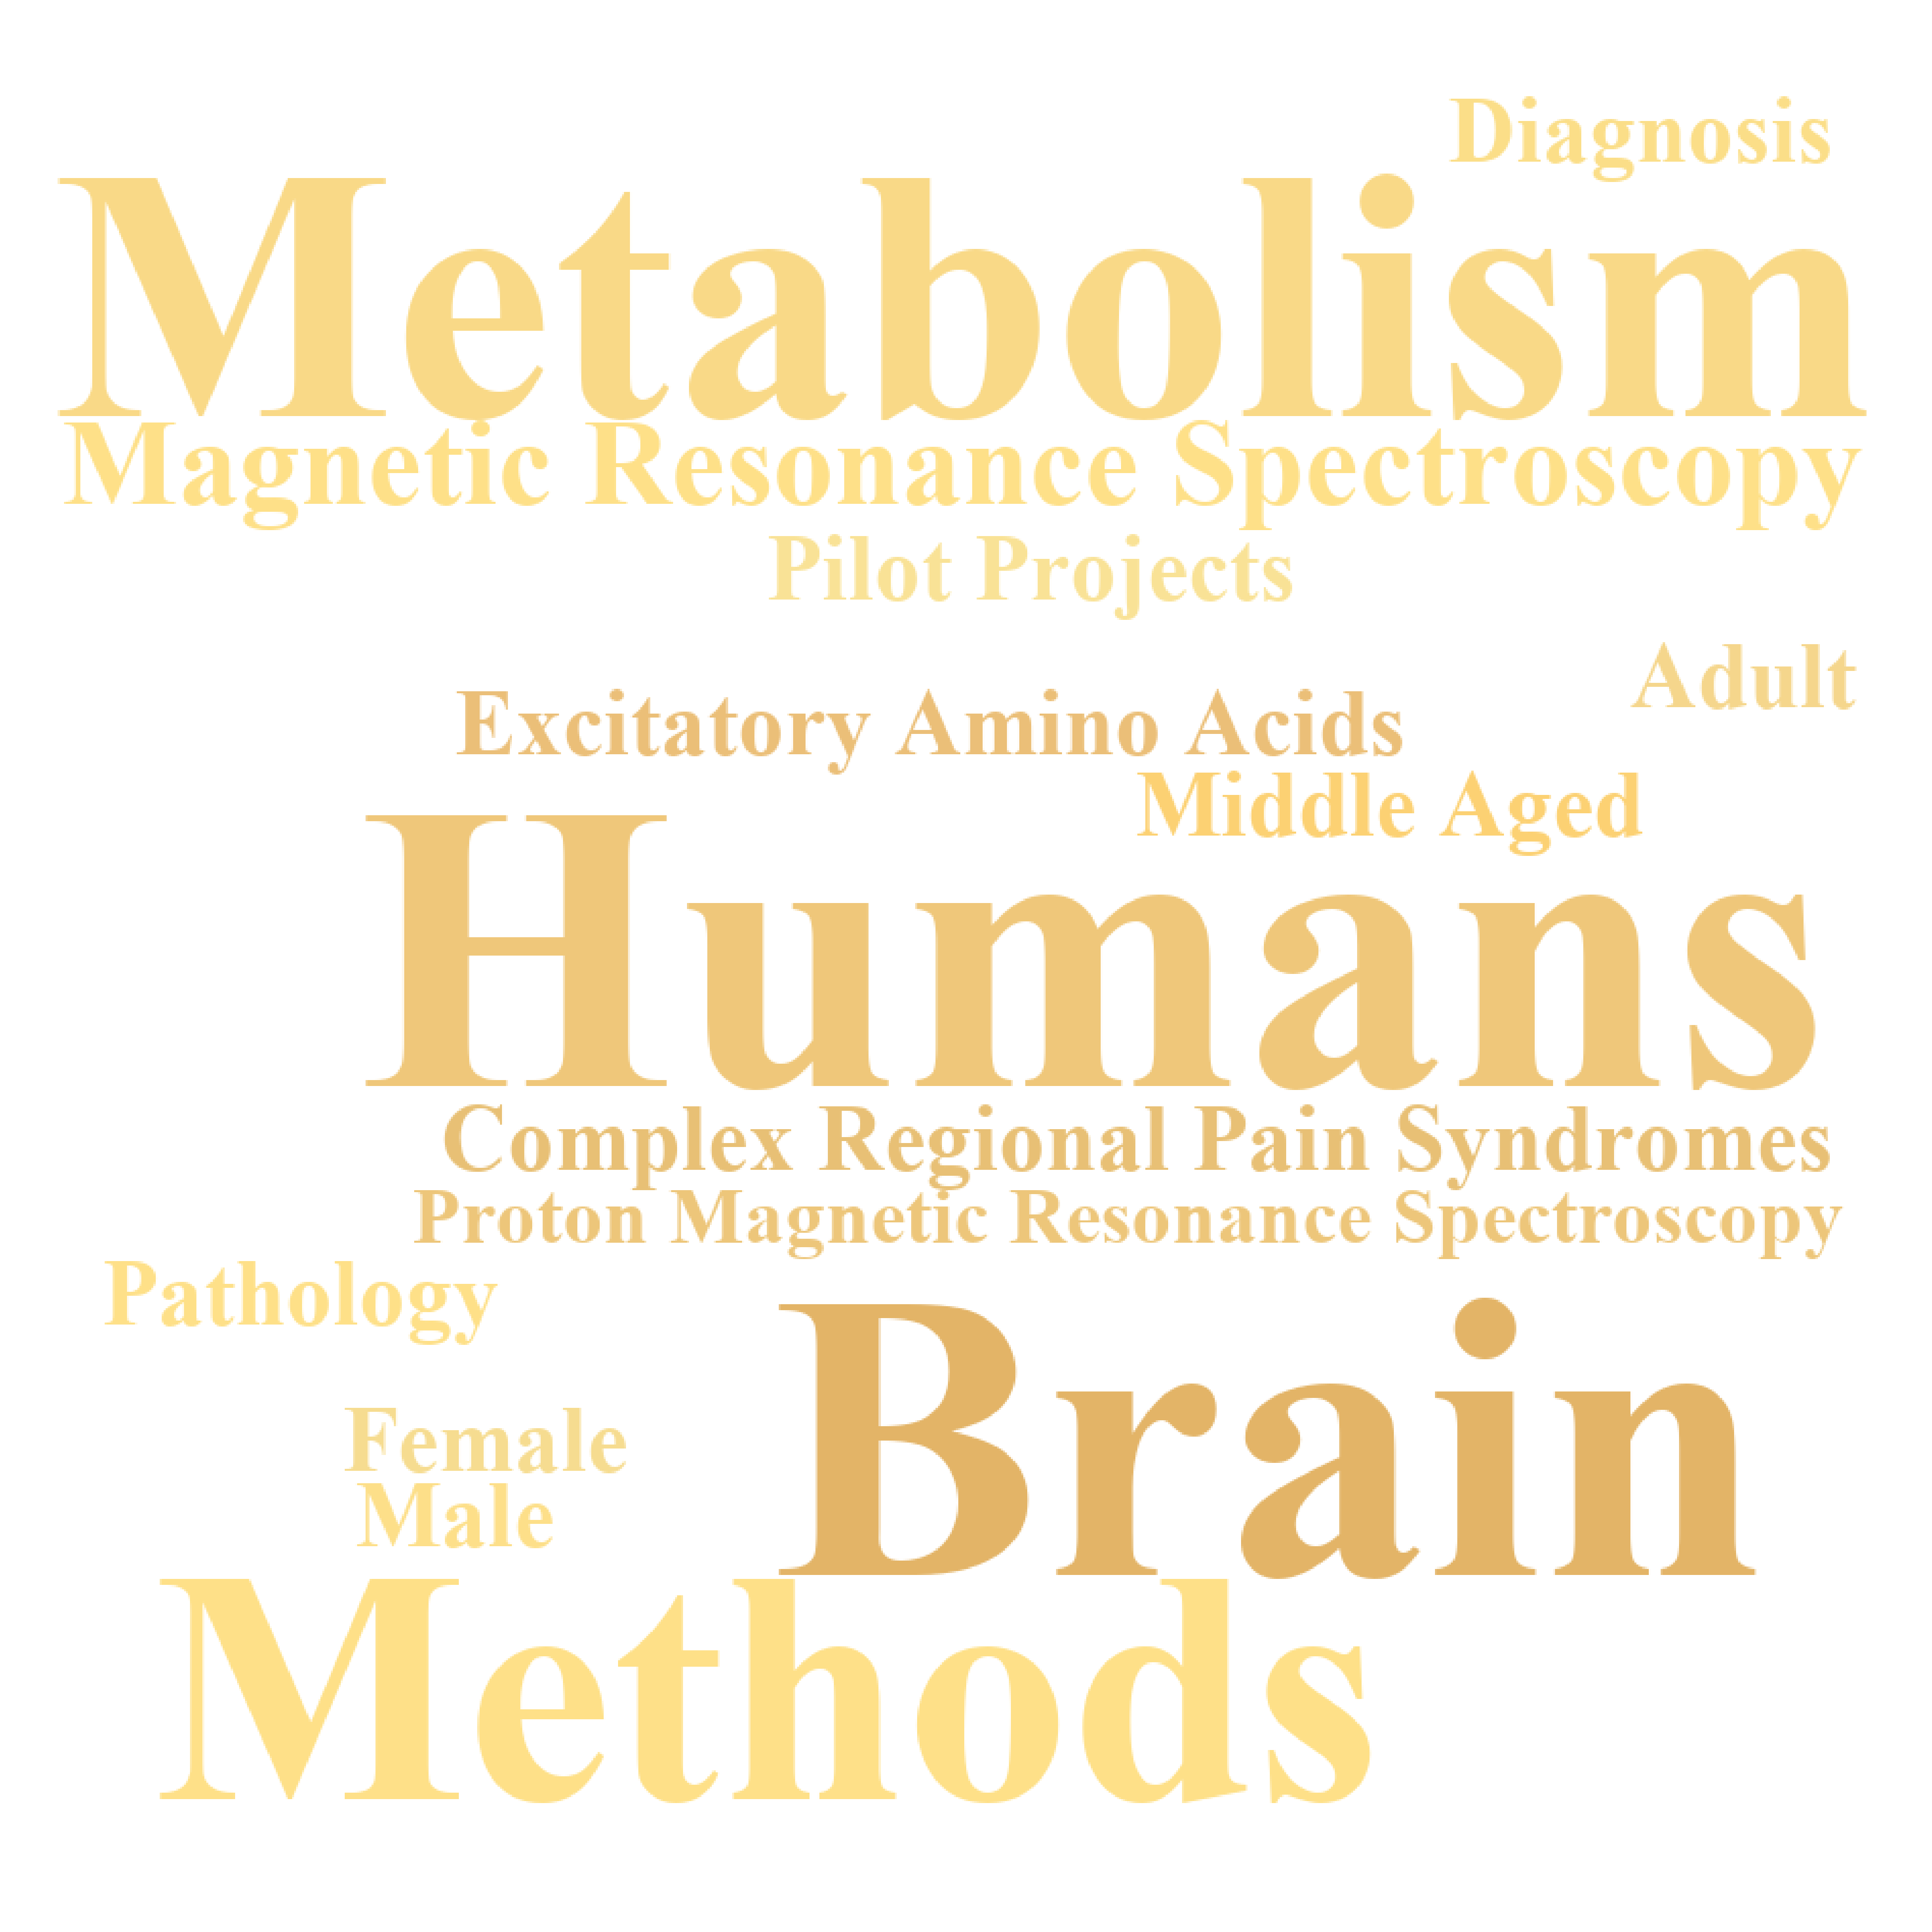 Diagnosis
Metabolism
Magnetic Resonance Spectroscopy
Pilot Projects
Adult
Excitatory Amino Acids
Middle Aged
Humans
Complex Regional Pain Syndromes
Proton Magnetic Resonance Spectroscopy
Pathology
Brain
Female
Male
Methods